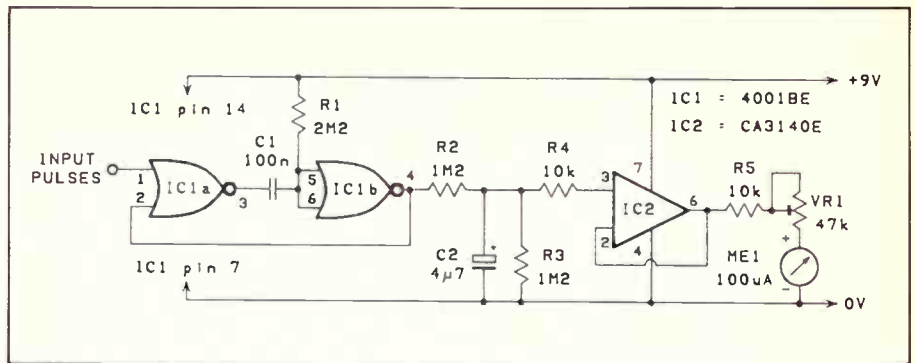 +9V
IC1 pin 14
R1
2M2
IC1 = 4001BE
IC2 = CA3140E
C1
100n
INPUT
PULSES
1
2
IC1a
3
5
6
IC1b
4
R2
1M2
R4
10k
7
3
2
IC2
6
4
R5
10k
VR1
47k
C2
4µ7
+
R3
1M2
ME1
100uA
+
-
IC1 pin 7
0V